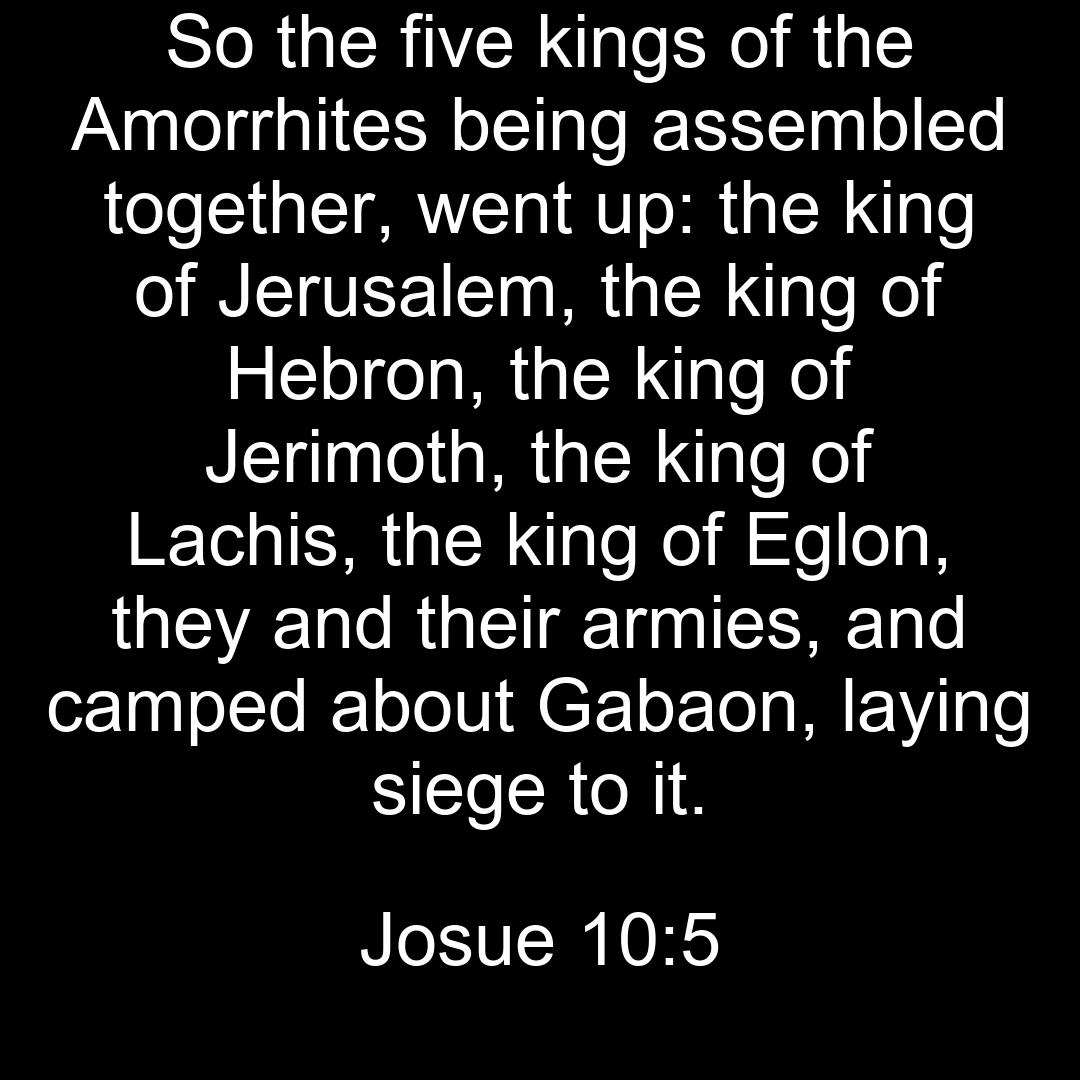 So the five kings of the
Amorrhites being assembled
together, went up: the king
of Jerusalem, the king of
Hebron, the king of
Jerimoth, the king of
Lachis, the king of Eglon,
they and their armies, and
camped about Gabaon, laying
siege to it.
Josue 10:5